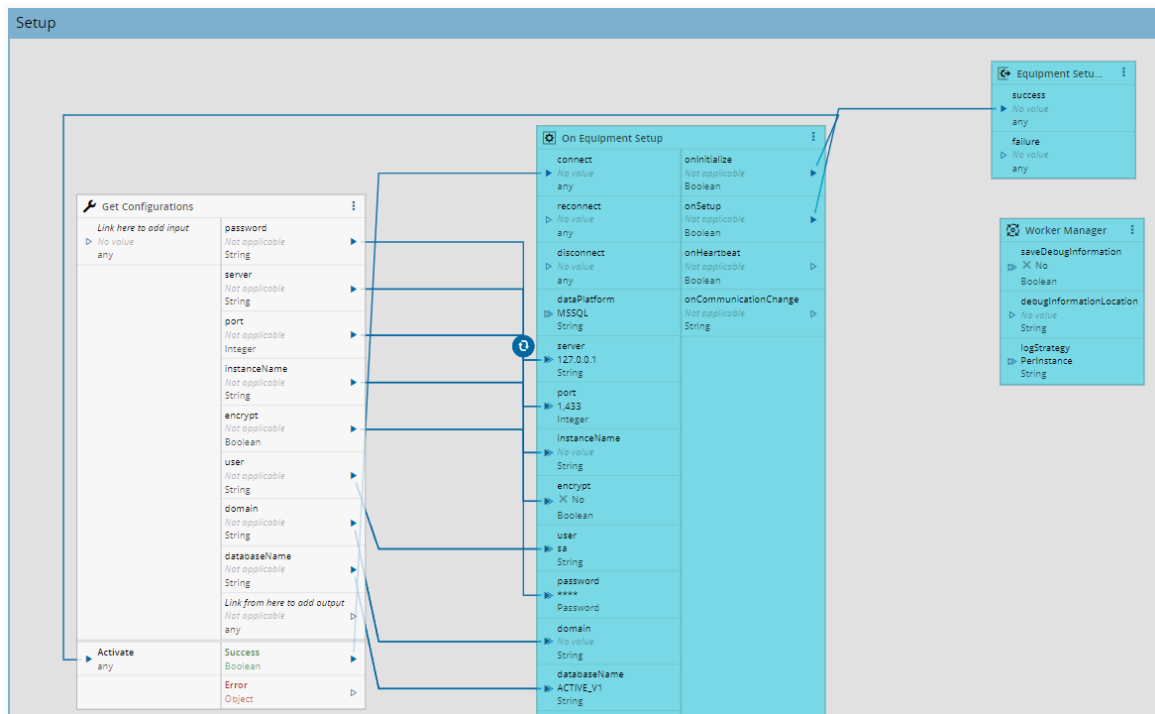 Setup
Get Configurations
Link here to add input
No value
any
password
Not applicable
String
server
Not applicable
String
port
Not applicable
Integer
instanceName
Not applicable
String
encrypt
Not applicable
Boolean
user
Not applicable
String
domain
Not applicable
String
databaseName
Not applicable
String
Link from here to add output
Not applicable
any
Activate
any
Success
Boolean
Error
Object
On Equipment Setup
connect
No value
any
reconnect
No value
any
disconnect
No value
any
dataPlatform
MSSQL
String
server
127.0.0.1
String
port
1,433
Integer
instanceName
No value
String
encrypt
No
Boolean
user
sa
String
password
****
Password
domain
No value
String
databaseName
ACTIVE_V1
String
onInitialize
Not applicable
Boolean
onSetup
Not applicable
Boolean
onHeartbeat
Not applicable
Boolean
onCommunicationChange
Not applicable
String
Equipment Setu...
success
No value
any
failure
No value
any
Worker Manager
saveDebugInformation
No
Boolean
debugInformationLocation
No value
String
logStrategy
PerInstance
String